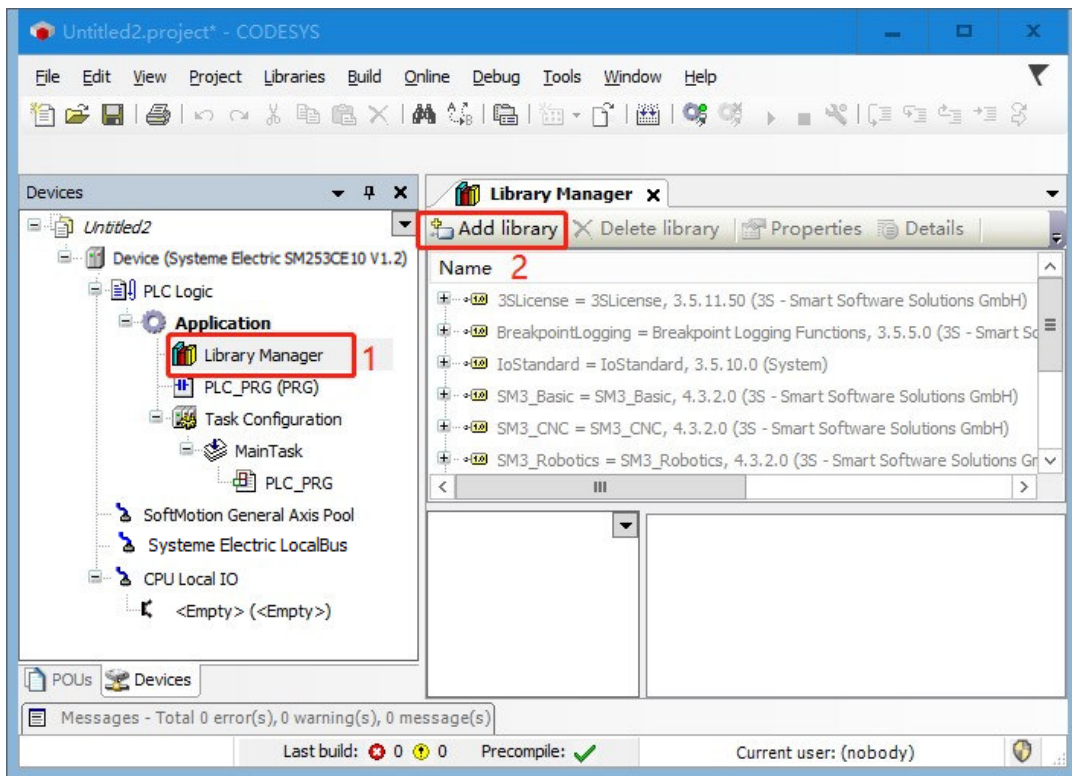 Untitled2.project* - CODESYS
File Edit View Project Libraries Build Online Debug Tools Window Help
Devices
Untitled2
Device (Systeme Electric SM253CE10 V1.2)
PLC Logic
Application
Library Manager 1
PLC_PRG (PRG)
Task Configuration
MainTask
PLC_PRG
SoftMotion General Axis Pool
Systeme Electric LocalBus
CPU Local IO
<Empty> (<Empty>)
POUs Devices
Library Manager
Add library Delete library Properties Details
Name 2
3SLicense = 3SLicense, 3.5.11.50 (3S - Smart Software Solutions GmbH)
BreakpointLogging = Breakpoint Logging Functions, 3.5.5.0 (3S - Smart Sc
IoStandard = IoStandard, 3.5.10.0 (System)
SM3_Basic = SM3_Basic, 4.3.2.0 (3S - Smart Software Solutions GmbH)
SM3_CNC = SM3_CNC, 4.3.2.0 (3S - Smart Software Solutions GmbH)
SM3_Robotics = SM3_Robotics, 4.3.2.0 (3S - Smart Software Solutions Gr
Messages - Total 0 error(s), 0 warning(s), 0 message(s)
Last build: 0 0 Precompile: Current user: (nobody)